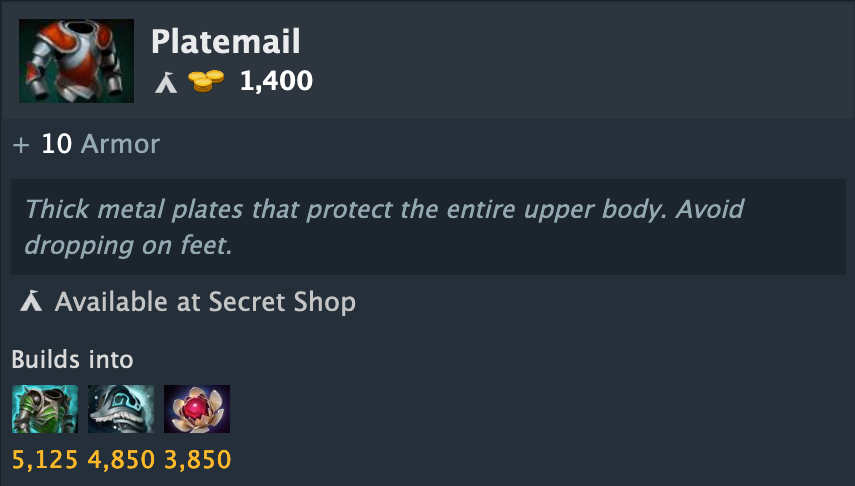 Platemail
1,400
+ 10 Armor
Thick metal plates that protect the entire upper body. Avoid
dropping on feet.
Available at Secret Shop
Builds into
5,125 4,850 3,850